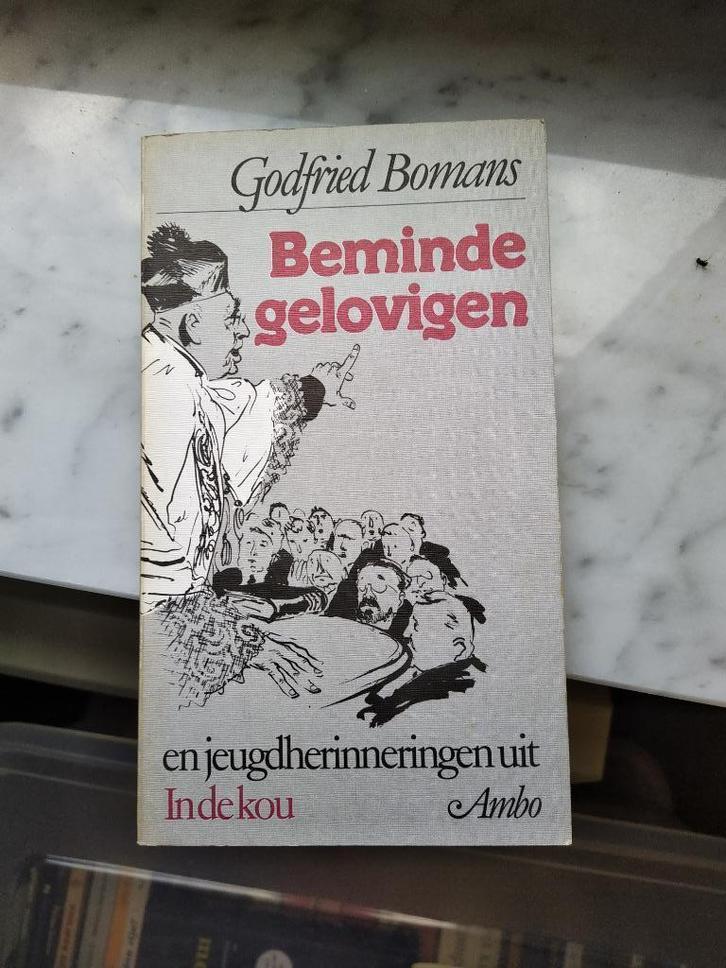 Godfried Bomans
Beminde
gelovigen
en jeugdherinneringen uit
In de kou
Ambo